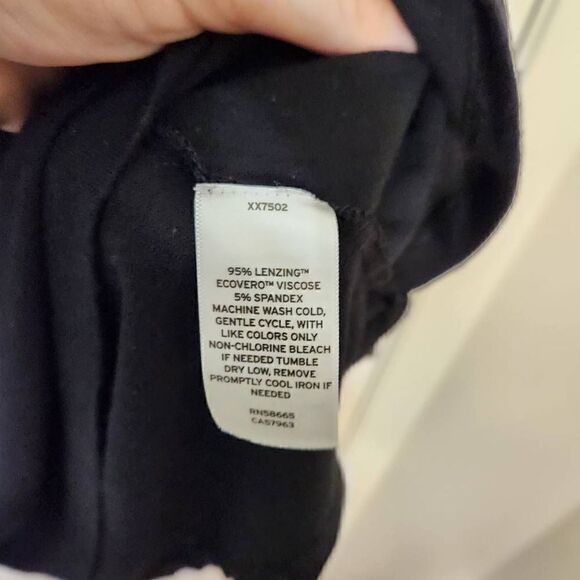 XX7502
95% LENZING™
ECOVERO™ VISCOSE
5% SPANDEX
MACHINE WASH COLD,
GENTLE CYCLE, WITH
LIKE COLORS ONLY
NON-CHLORINE BLEACH
IF NEEDED TUMBLE
DRY LOW, REMOVE
PROMPTLY COOL IRON IF
NEEDED
RN58665
CA57963